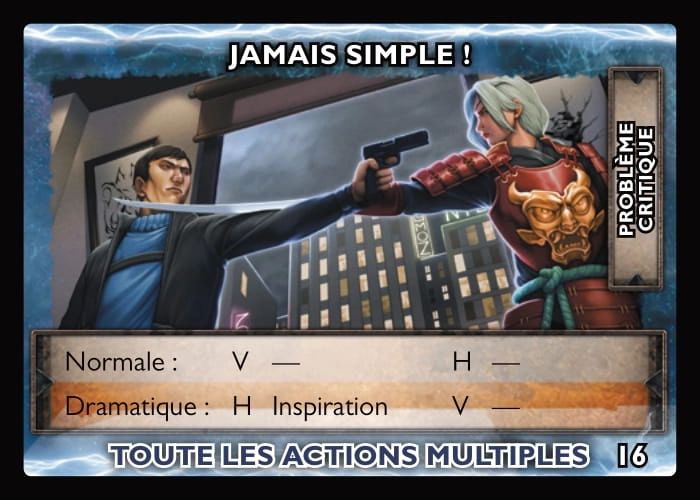 JAMAIS SIMPLE !
PROBLÈME
CRITIQUE
Normale : V — H —
Dramatique : H Inspiration V —
TOUTE LES ACTIONS MULTIPLES 16